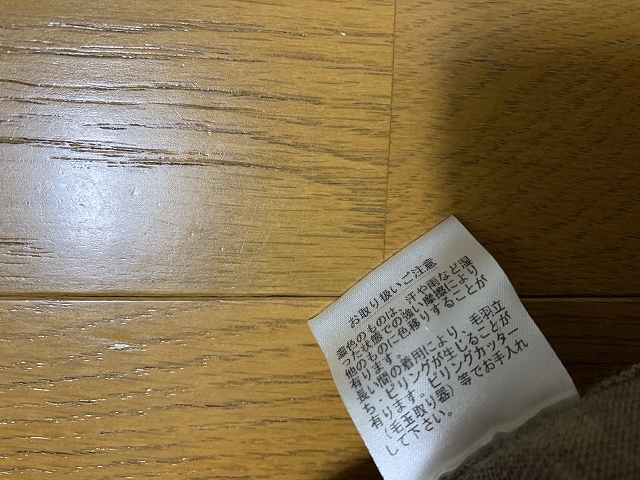 お取り扱いご注意
濃色のものは、汗や雨など湿
った状態での強い摩擦により
他のものに色移りすることが
有ります。
長い間の着用により、毛羽立
ち・ピリングが生じることが
有ります。ピリングカッター
（毛玉取り器）等でお手入れ
して下さい。